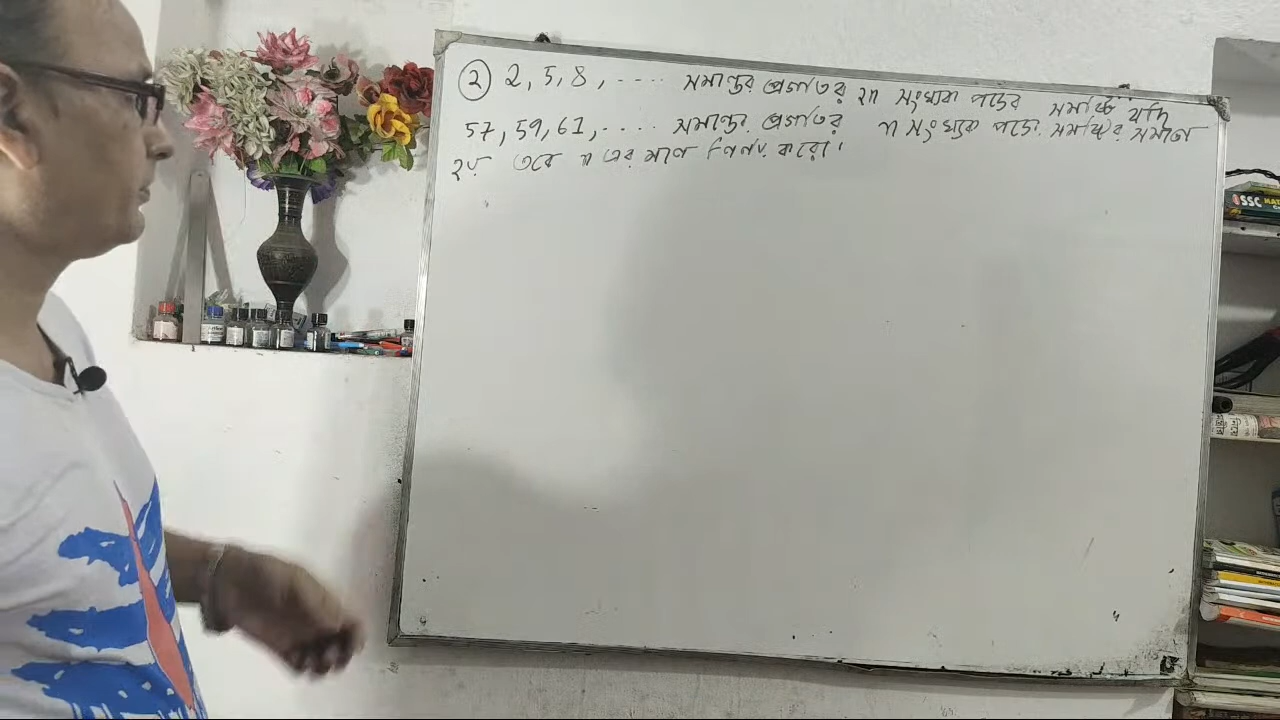 ② 2, 5, 8, ..... সমান্তর প্রগতির 2n সংখ্যক পদের সমষ্টি যদি
57, 59, 61, .... সমান্তর প্রগতির n সংখ্যক পদের সমষ্টির সমান
হয় তবে n এর মান নির্ণয় করো।
SSC